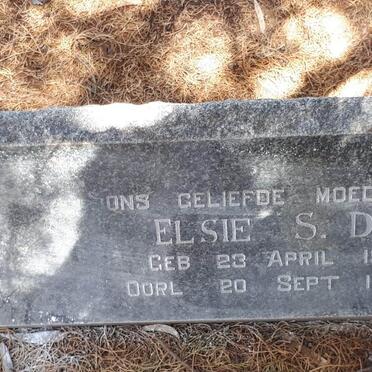 ONS GELIEFDE MOED
ELSIE S. D
GEB 23 APRIL 1
OORL 20 SEPT 1